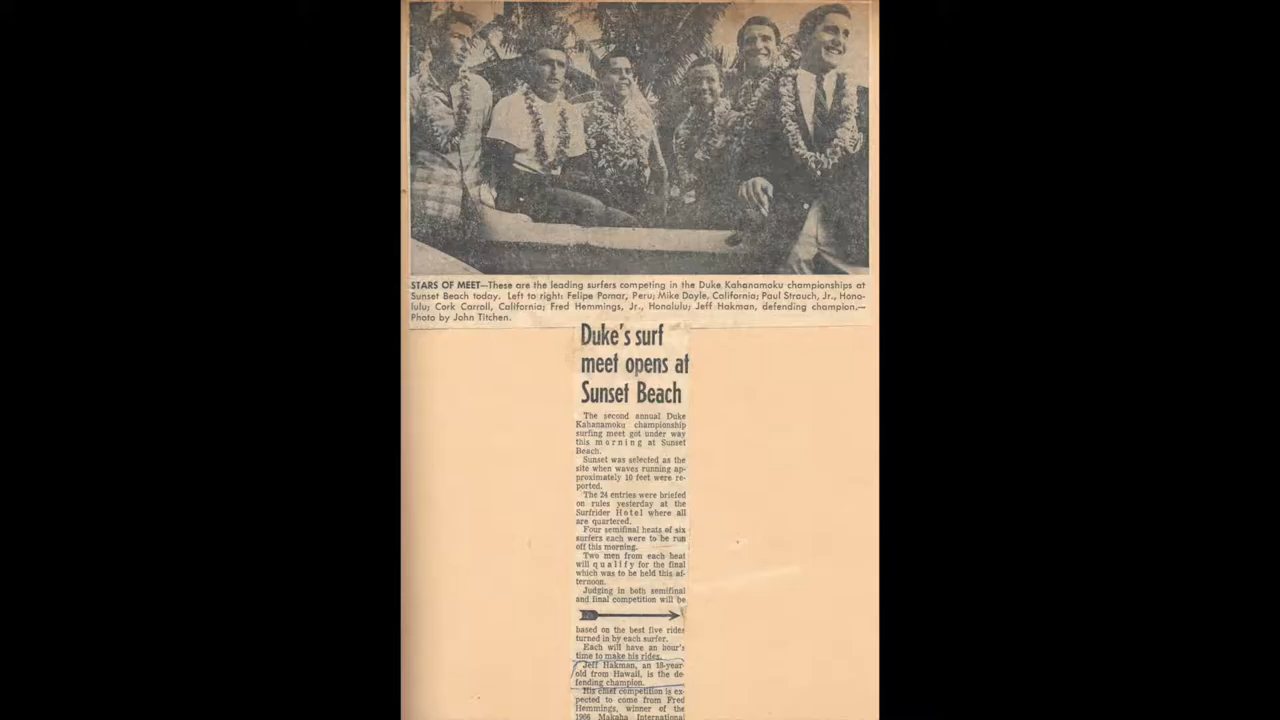 STARS OF MEET—These are the leading surfers competing in the Duke Kahanamoku championships at
Sunset Beach today. Left to right: Felipe Pomar, Peru; Mike Doyle, California; Paul Strauch, Jr., Hono-
lulu; Cork Carroll, California; Fred Hemmings, Jr., Honolulu; Jeff Hakman, defending champion.—
Photo by John Titchen.
Duke's surf
meet opens at
Sunset Beach
The second annual Duke
Kahanamoku championship
surfing meet got under way
this morning at Sunset
Beach.
Sunset was selected as the
site when waves running ap-
proximately 10 feet were re-
ported.
The 24 entries were briefed
on rules yesterday at the
Surfrider Hotel where all
are quartered.
Four semifinal heats of six
surfers each were to be run
off this morning.
Two men from each heat
will qualify for the final
which was to be held this af-
ternoon.
Judging in both semifinal
and final competition will be
based on the best five rides
turned in by each surfer.
Each will have an hour's
time to make his rides.
Jeff Hakman, an 18-year-
old from Hawaii, is the de-
fending champion.
His chief competition is ex-
pected to come from Fred
Hemmings, winner of the
1966 Makaha International